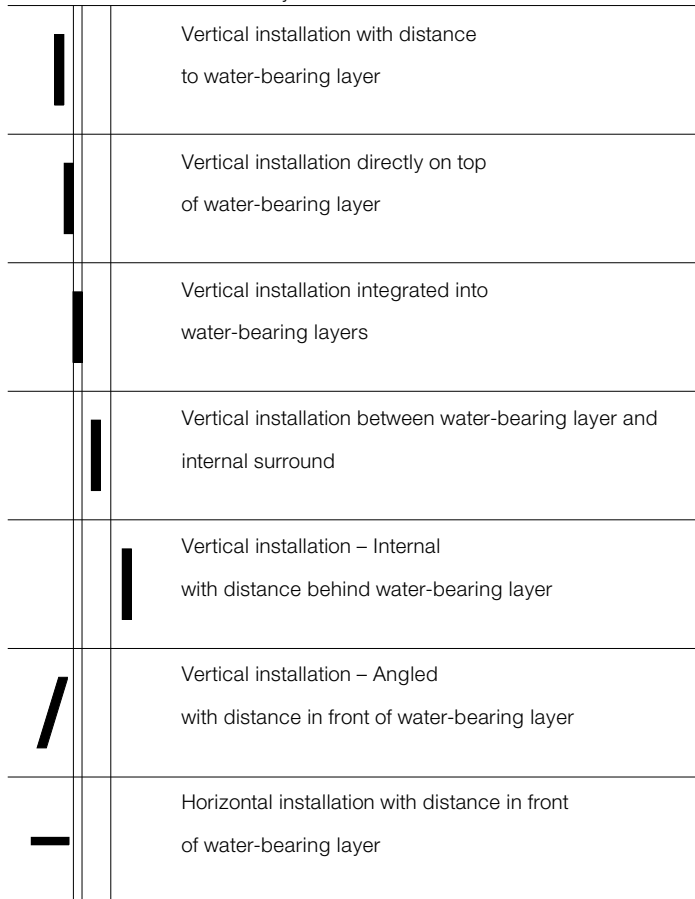 Vertical installation with distance
to water-bearing layer
Vertical installation directly on top
of water-bearing layer
Vertical installation integrated into
water-bearing layers
Vertical installation between water-bearing layer and
internal surround
Vertical installation – Internal
with distance behind water-bearing layer
Vertical installation – Angled
with distance in front of water-bearing layer
Horizontal installation with distance in front
of water-bearing layer